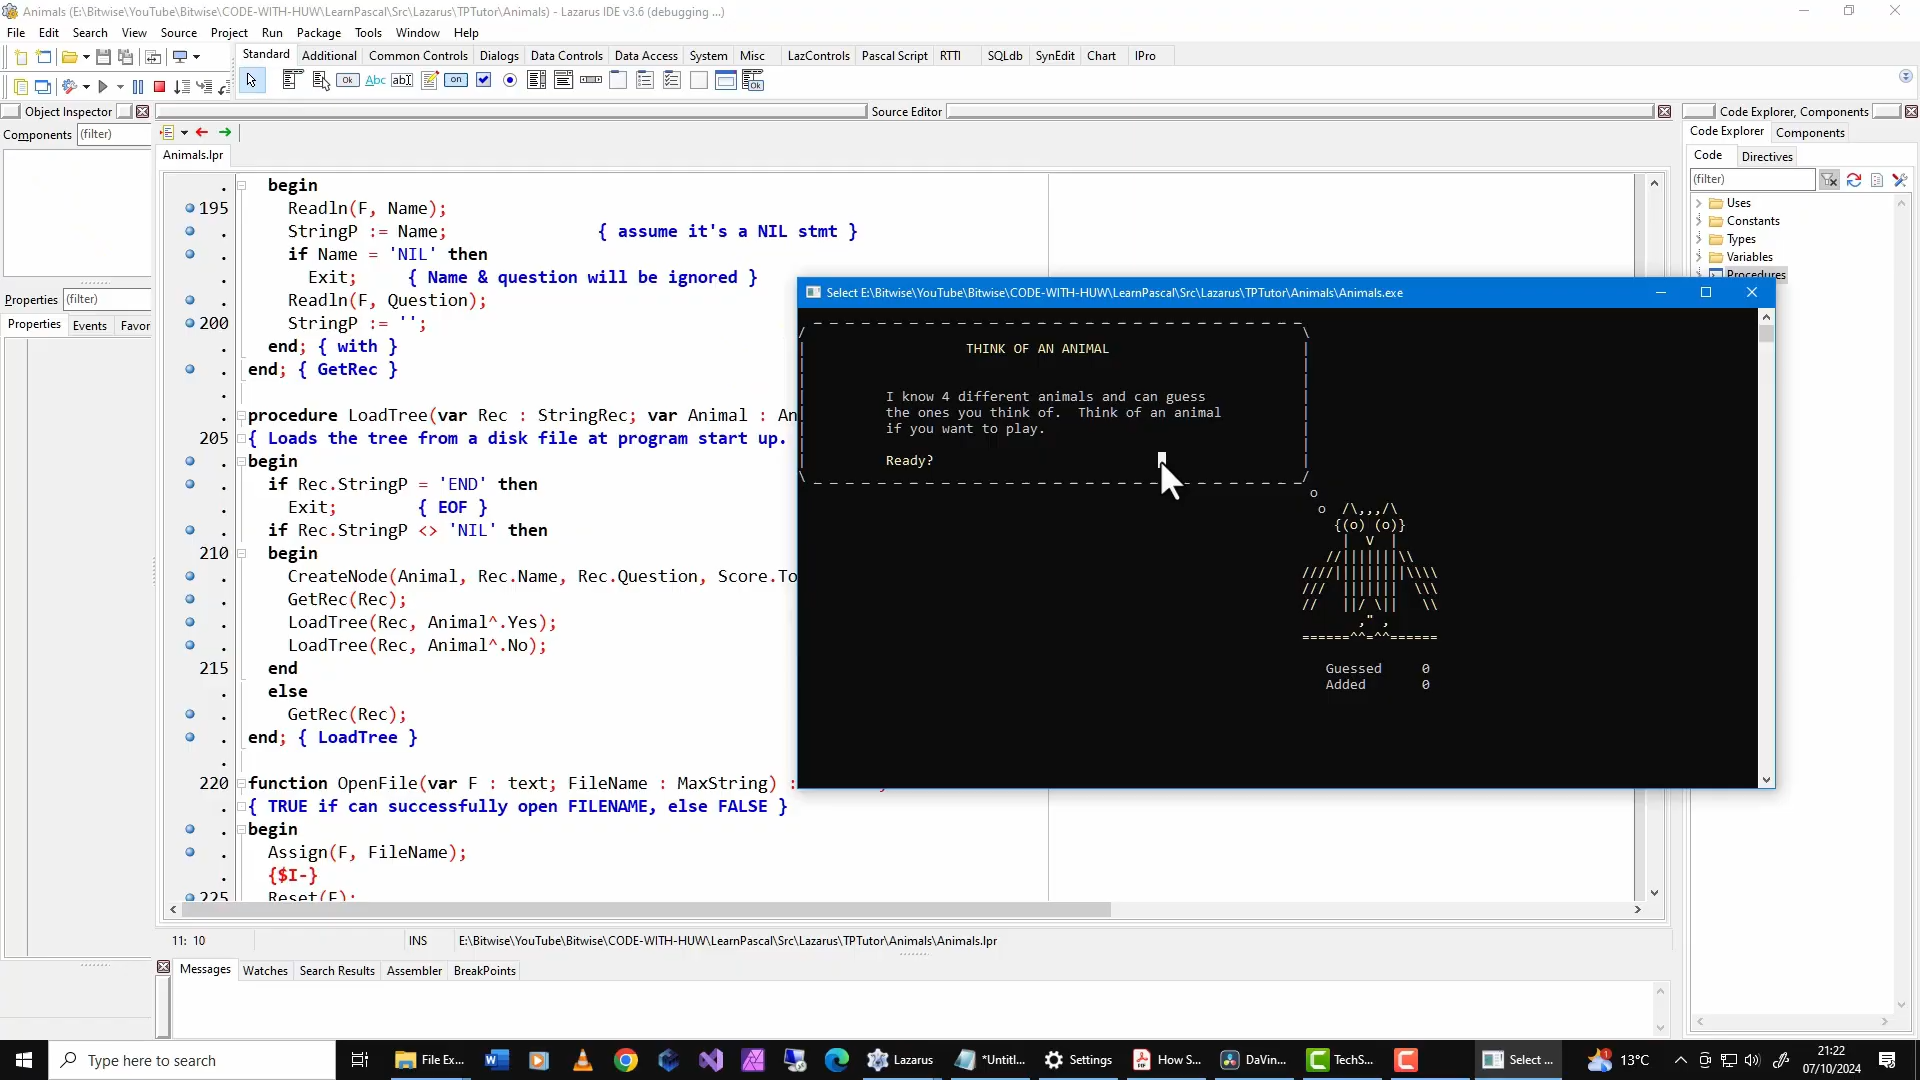 Animals (E:\Bitwise\YouTube\Bitwise\CODE-WITH-HUW\LearnPascal\Src\Lazarus\TPTutor\Animals) - Lazarus IDE v3.6 (debugging ...)
File Edit Search View Source Project Run Package Tools Window Help
Standard Additional Common Controls Dialogs Data Controls Data Access System Misc LazControls Pascal Script RTTI SQLdb SynEdit Chart IPro
Object Inspector
Source Editor
Code Explorer, Components
Components (filter)
Code Explorer Components
Animals.lpr
Code Directives
(filter)
Uses
Constants
Types
Variables
Procedures
Properties (filter)
Properties Events Favor
begin
195 Readln(F, Name);
StringP := Name; { assume it's a NIL stmt }
if Name = 'NIL' then
Exit; { Name & question will be ignored }
Readln(F, Question);
200 StringP := '';
end; { with }
end; { GetRec }
procedure LoadTree(var Rec : StringRec; var Animal : An
205 { Loads the tree from a disk file at program start up.
begin
if Rec.StringP = 'END' then
Exit; { EOF }
if Rec.StringP <> 'NIL' then
210 begin
CreateNode(Animal, Rec.Name, Rec.Question, Score.To
GetRec(Rec);
LoadTree(Rec, Animal^.Yes);
LoadTree(Rec, Animal^.No);
215 end
else
GetRec(Rec);
end; { LoadTree }
220 function OpenFile(var F : text; FileName : MaxString) :
{ TRUE if can successfully open FILENAME, else FALSE }
begin
Assign(F, FileName);
{$I-}
225 Reset(F);
Select E:\Bitwise\YouTube\Bitwise\CODE-WITH-HUW\LearnPascal\Src\Lazarus\TPTutor\Animals\Animals.exe
THINK OF AN ANIMAL
I know 4 different animals and can guess
the ones you think of. Think of an animal
if you want to play.
Ready?
Guessed 0
Added 0
11: 10 INS E:\Bitwise\YouTube\Bitwise\CODE-WITH-HUW\LearnPascal\Src\Lazarus\TPTutor\Animals\Animals.lpr
Messages Watches Search Results Assembler BreakPoints
Type here to search
File Ex... Lazarus *Untitl... Settings How S... DaVin... TechS... Select ... 13°C
21:22
07/10/2024